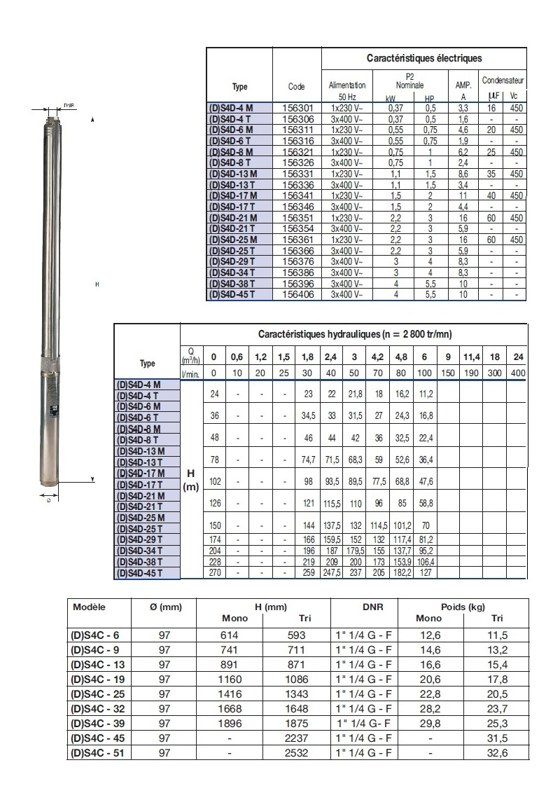 Caractéristiques électriques
Type Code Alimentation 50 Hz P2 Nominale kW HP AMP. A Condensateur µF Vc
(D)S4D-4 M 156301 1x230 V~ 0,37 0,5 3,3 16 450
(D)S4D-4 T 156306 3x400 V~ 0,37 0,5 1,6 - -
(D)S4D-6 M 156311 1x230 V~ 0,55 0,75 4,6 20 450
(D)S4D-6 T 156316 3x400 V~ 0,55 0,75 1,9 - -
(D)S4D-8 M 156321 1x230 V~ 0,75 1 6,2 25 450
(D)S4D-8 T 156326 3x400 V~ 0,75 1 2,4 - -
(D)S4D-13 M 156331 1x230 V~ 1,1 1,5 8,6 35 450
(D)S4D-13 T 156336 3x400 V~ 1,1 1,5 3,4 - -
(D)S4D-17 M 156341 1x230 V~ 1,5 2 11 40 450
(D)S4D-17 T 156346 3x400 V~ 1,5 2 4,4 - -
(D)S4D-21 M 156351 1x230 V~ 2,2 3 16 60 450
(D)S4D-21 T 156354 3x400 V~ 2,2 3 5,9 - -
(D)S4D-25 M 156361 1x230 V~ 2,2 3 16 60 450
(D)S4D-25 T 156366 3x400 V~ 2,2 3 5,9 - -
(D)S4D-29 T 156376 3x400 V~ 3 4 8,3 - -
(D)S4D-34 T 156386 3x400 V~ 3 4 8,3 - -
(D)S4D-38 T 156396 3x400 V~ 4 5,5 10 - -
(D)S4D-45 T 156406 3x400 V~ 4 5,5 10 - -
DNR
H
Ø
Caractéristiques hydrauliques (n = 2 800 tr/mn)
Type Q (m³/h) 0 0,6 1,2 1,5 1,8 2,4 3 4,2 4,8 6 9 11,4 18 24
l/min. 0 10 20 25 30 40 50 70 80 100 150 190 300 400
H (m)
(D)S4D-4 M
(D)S4D-4 T 24 - - - 23 22 21,8 18 16,2 11,2
(D)S4D-6 M
(D)S4D-6 T 36 - - - 34,5 33 31,5 27 24,3 16,8
(D)S4D-8 M
(D)S4D-8 T 48 - - - 46 44 42 36 32,5 22,4
(D)S4D-13 M
(D)S4D-13 T 78 - - - 74,7 71,5 68,3 59 52,6 36,4
(D)S4D-17 M
(D)S4D-17 T 102 - - - 98 93,5 89,5 77,5 68,8 47,6
(D)S4D-21 M
(D)S4D-21 T 126 - - - 121 115,5 110 96 85 58,8
(D)S4D-25 M
(D)S4D-25 T 150 - - - 144 137,5 132 114,5 101,2 70
(D)S4D-29 T 174 - - - 166 159,5 152 132 117,4 81,2
(D)S4D-34 T 204 - - - 196 187 179,5 155 137,7 95,2
(D)S4D-38 T 228 - - - 219 209 200 173 153,9 106,4
(D)S4D-45 T 270 - - - 259 247,5 237 205 182,2 127
Modèle Ø (mm) H (mm) DNR Poids (kg)
Mono Tri Mono Tri
(D)S4C - 6 97 614 593 1" 1/4 G - F 12,6 11,5
(D)S4C - 9 97 741 711 1" 1/4 G - F 14,6 13,2
(D)S4C - 13 97 891 871 1" 1/4 G - F 16,6 15,4
(D)S4C - 19 97 1160 1086 1" 1/4 G - F 20,6 17,8
(D)S4C - 25 97 1416 1343 1" 1/4 G - F 22,8 20,5
(D)S4C - 32 97 1668 1648 1" 1/4 G - F 28,2 23,7
(D)S4C - 39 97 1896 1875 1" 1/4 G- F 29,8 25,3
(D)S4C - 45 97 - 2237 1" 1/4 G - F - 31,5
(D)S4C - 51 97 - 2532 1" 1/4 G - F - 32,6